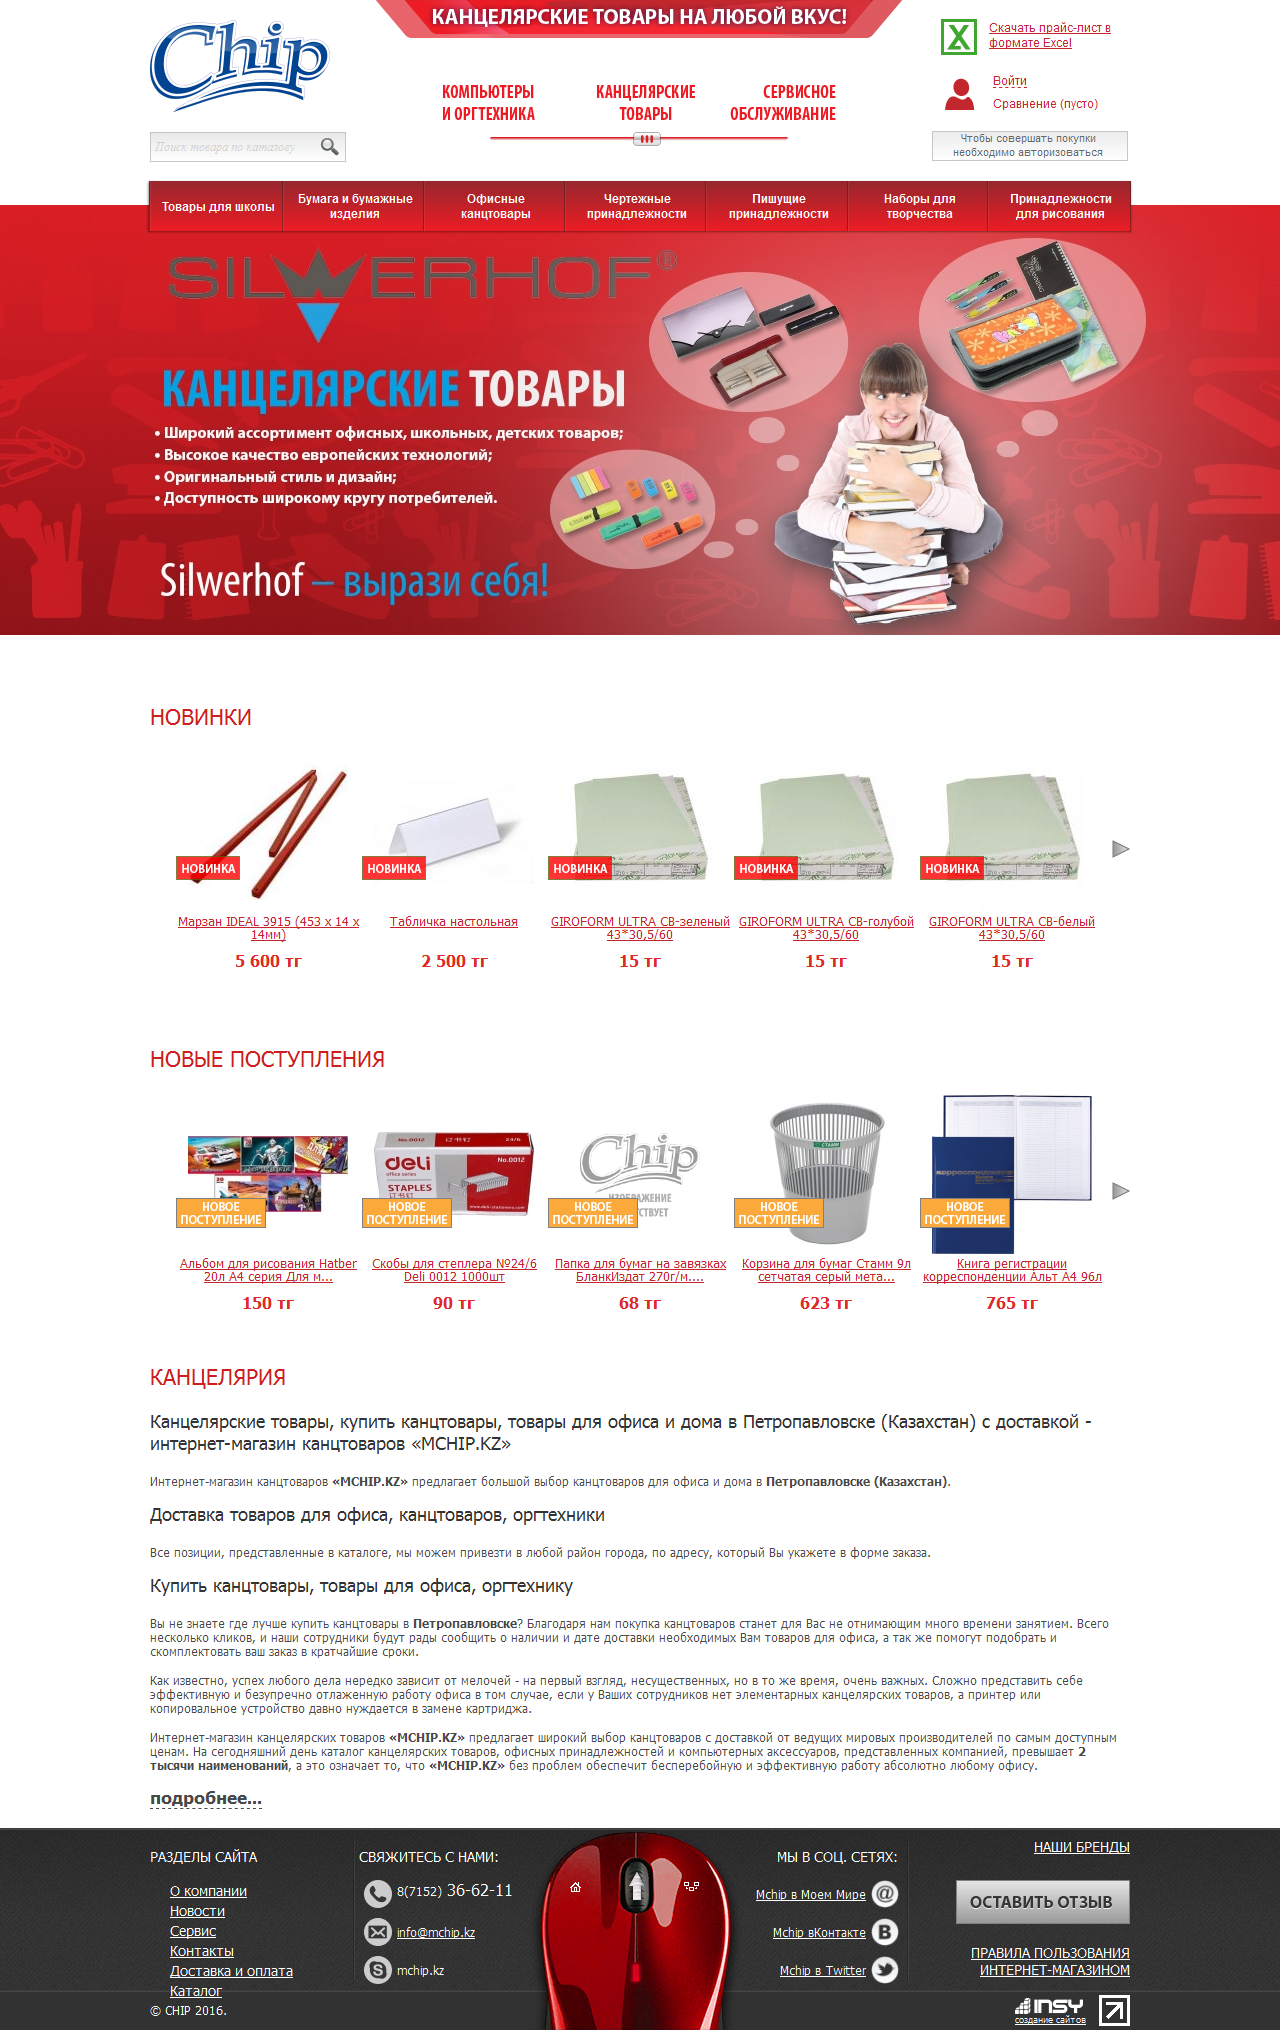 КАНЦЕЛЯРСКИЕ ТОВАРЫ НА ЛЮБОЙ ВКУС!
Chip
Скачать прайс-лист в
формате Excel
КОМПЬЮТЕРЫ
И ОРГТЕХНИКА
КАНЦЕЛЯРСКИЕ
ТОВАРЫ
СЕРВИСНОЕ
ОБСЛУЖИВАНИЕ
Войти
Сравнение (пусто)
Поиск товара по каталогу
Чтобы совершать покупки
необходимо авторизоваться
Товары для школы
Бумага и бумажные
изделия
Офисные
канцтовары
Чертежные
принадлежности
Пишущие
принадлежности
Наборы для
творчества
Принадлежности
для рисования
SILWERHOF®
КАНЦЕЛЯРСКИЕ ТОВАРЫ
• Широкий ассортимент офисных, школьных, детских товаров;
• Высокое качество европейских технологий;
• Оригинальный стиль и дизайн;
• Доступность широкому кругу потребителей.
Silwerhof – вырази себя!
НОВИНКИ
НОВИНКА
НОВИНКА
НОВИНКА
НОВИНКА
НОВИНКА
Марзан IDEAL 3915 (453 x 14 x
14мм)
Табличка настольная
GIROFORM ULTRA CB-зеленый
43*30,5/60
GIROFORM ULTRA CB-голубой
43*30,5/60
GIROFORM ULTRA CB-белый
43*30,5/60
5 600 тг
2 500 тг
15 тг
15 тг
15 тг
НОВЫЕ ПОСТУПЛЕНИЯ
No.0012
24/6
deli
office series
No.0012
STAPLES
Chip
ИЗОБРАЖЕНИЕ
СТАММ
НОВОЕ
ПОСТУПЛЕНИЕ
НОВОЕ
ПОСТУПЛЕНИЕ
НОВОЕ
ПОСТУПЛЕНИЕ
НОВОЕ
ПОСТУПЛЕНИЕ
НОВОЕ
ПОСТУПЛЕНИЕ
Альбом для рисования Hatber
20л А4 серия Для м...
Скобы для степлера №24/6
Deli 0012 1000шт
Папка для бумаг на завязках
БланкИздат 270г/м....
Корзина для бумаг Стамм 9л
сетчатая серый мета...
Книга регистрации
корреспонденции Альт А4 96л
150 тг
90 тг
68 тг
623 тг
765 тг
КАНЦЕЛЯРИЯ
Канцелярские товары, купить канцтовары, товары для офиса и дома в Петропавловске (Казахстан) с доставкой -
интернет-магазин канцтоваров «MCHIP.KZ»
Интернет-магазин канцтоваров «MCHIP.KZ» предлагает большой выбор канцтоваров для офиса и дома в Петропавловске (Казахстан).
Доставка товаров для офиса, канцтоваров, оргтехники
Все позиции, представленные в каталоге, мы можем привезти в любой район города, по адресу, который Вы укажете в форме заказа.
Купить канцтовары, товары для офиса, оргтехнику
Вы не знаете где лучше купить канцтовары в Петропавловске? Благодаря нам покупка канцтоваров станет для Вас не отнимающим много времени занятием. Всего
несколько кликов, и наши сотрудники будут рады сообщить о наличии и дате доставки необходимых Вам товаров для офиса, а так же помогут подобрать и
скомплектовать ваш заказ в кратчайшие сроки.
Как известно, успех любого дела нередко зависит от мелочей - на первый взгляд, несущественных, но в то же время, очень важных. Сложно представить себе
эффективную и безупречно отлаженную работу офиса в том случае, если у Ваших сотрудников нет элементарных канцелярских товаров, а принтер или
копировальное устройство давно нуждается в замене картриджа.
Интернет-магазин канцелярских товаров «MCHIP.KZ» предлагает широкий выбор канцтоваров с доставкой от ведущих мировых производителей по самым доступным
ценам. На сегодняшний день каталог канцелярских товаров, офисных принадлежностей и компьютерных аксессуаров, представленных компанией, превышает 2
тысячи наименований, а это означает то, что «MCHIP.KZ» без проблем обеспечит бесперебойную и эффективную работу абсолютно любому офису.
подробнее...
РАЗДЕЛЫ САЙТА
О компании
Новости
Сервис
Контакты
Доставка и оплата
Каталог
© CHIP 2016.
СВЯЖИТЕСЬ С НАМИ:
8(7152) 36-62-11
info@mchip.kz
mchip.kz
МЫ В СОЦ. СЕТЯХ:
Mchip в Моем Мире
Mchip вКонтакте
Mchip в Twitter
НАШИ БРЕНДЫ
ОСТАВИТЬ ОТЗЫВ
ПРАВИЛА ПОЛЬЗОВАНИЯ
ИНТЕРНЕТ-МАГАЗИНОМ
INSY
создание сайтов